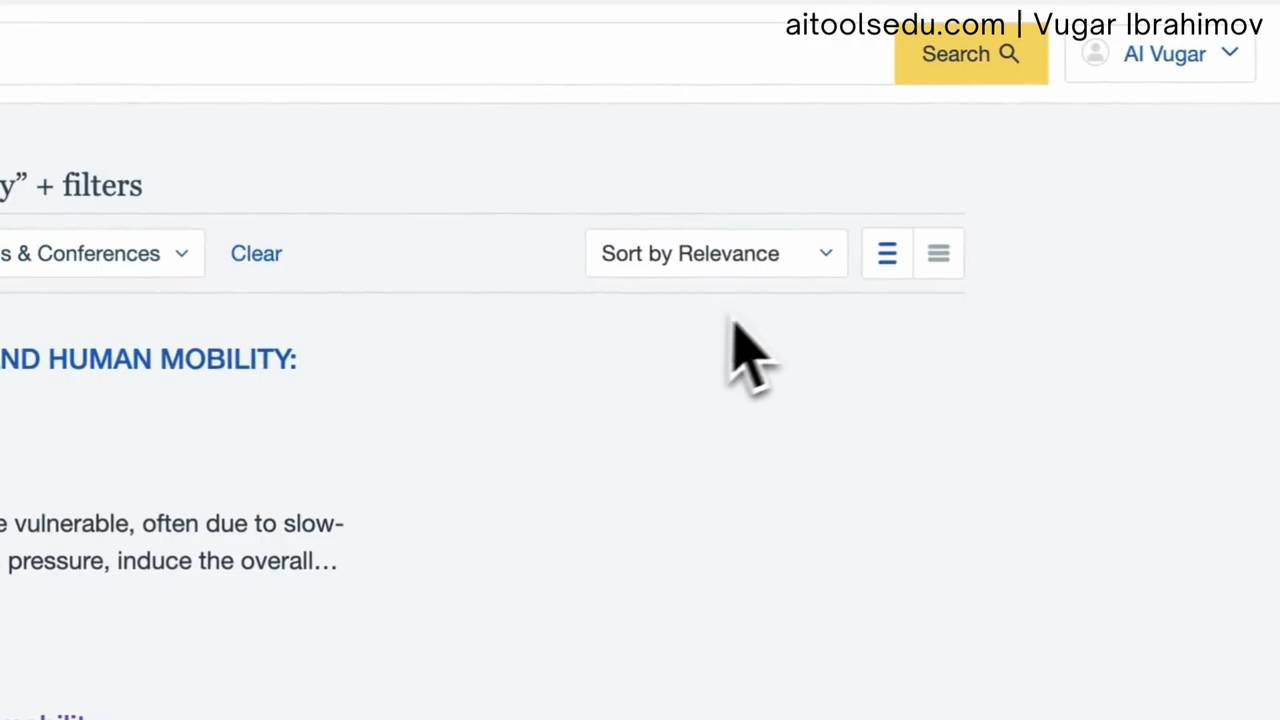 aitoolsedu.com | Vugar Ibrahimov
Search
AI Vugar
y” + filters
s & Conferences
Clear
Sort by Relevance
ND HUMAN MOBILITY:
e vulnerable, often due to slow-
pressure, induce the overall…